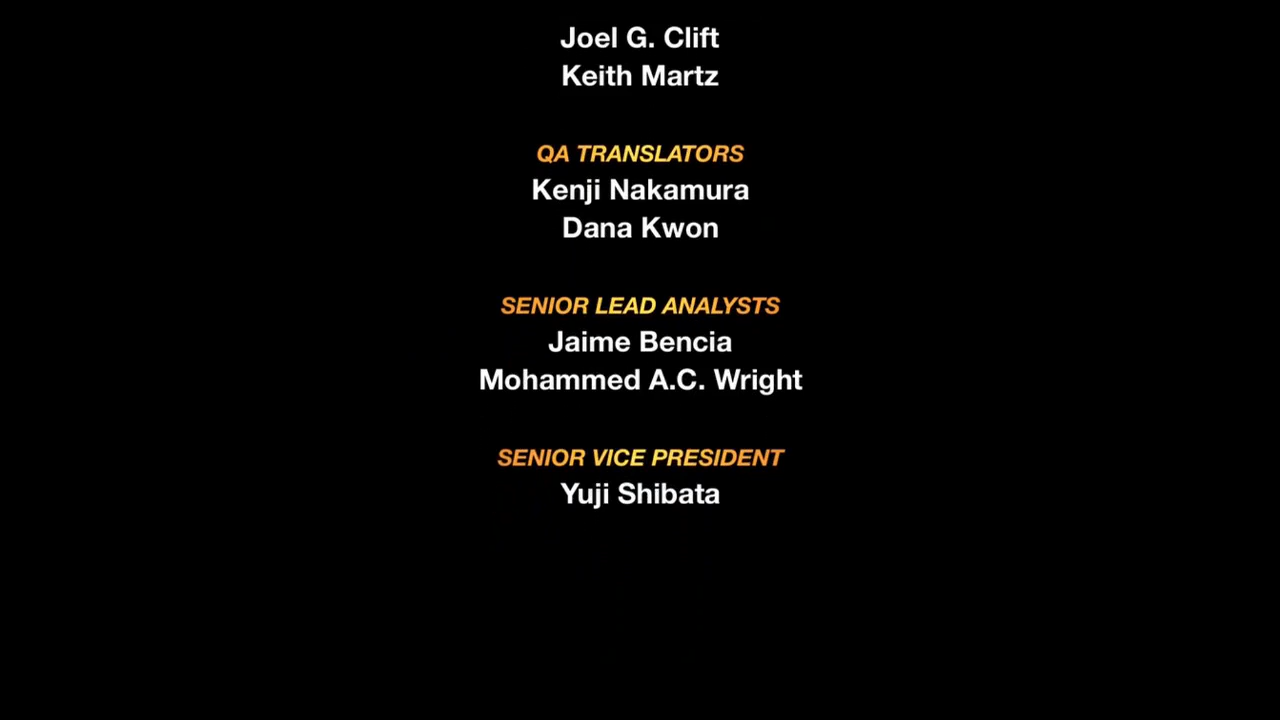 Joel G. Clift
Keith Martz
QA TRANSLATORS
Kenji Nakamura
Dana Kwon
SENIOR LEAD ANALYSTS
Jaime Bencia
Mohammed A.C. Wright
SENIOR VICE PRESIDENT
Yuji Shibata